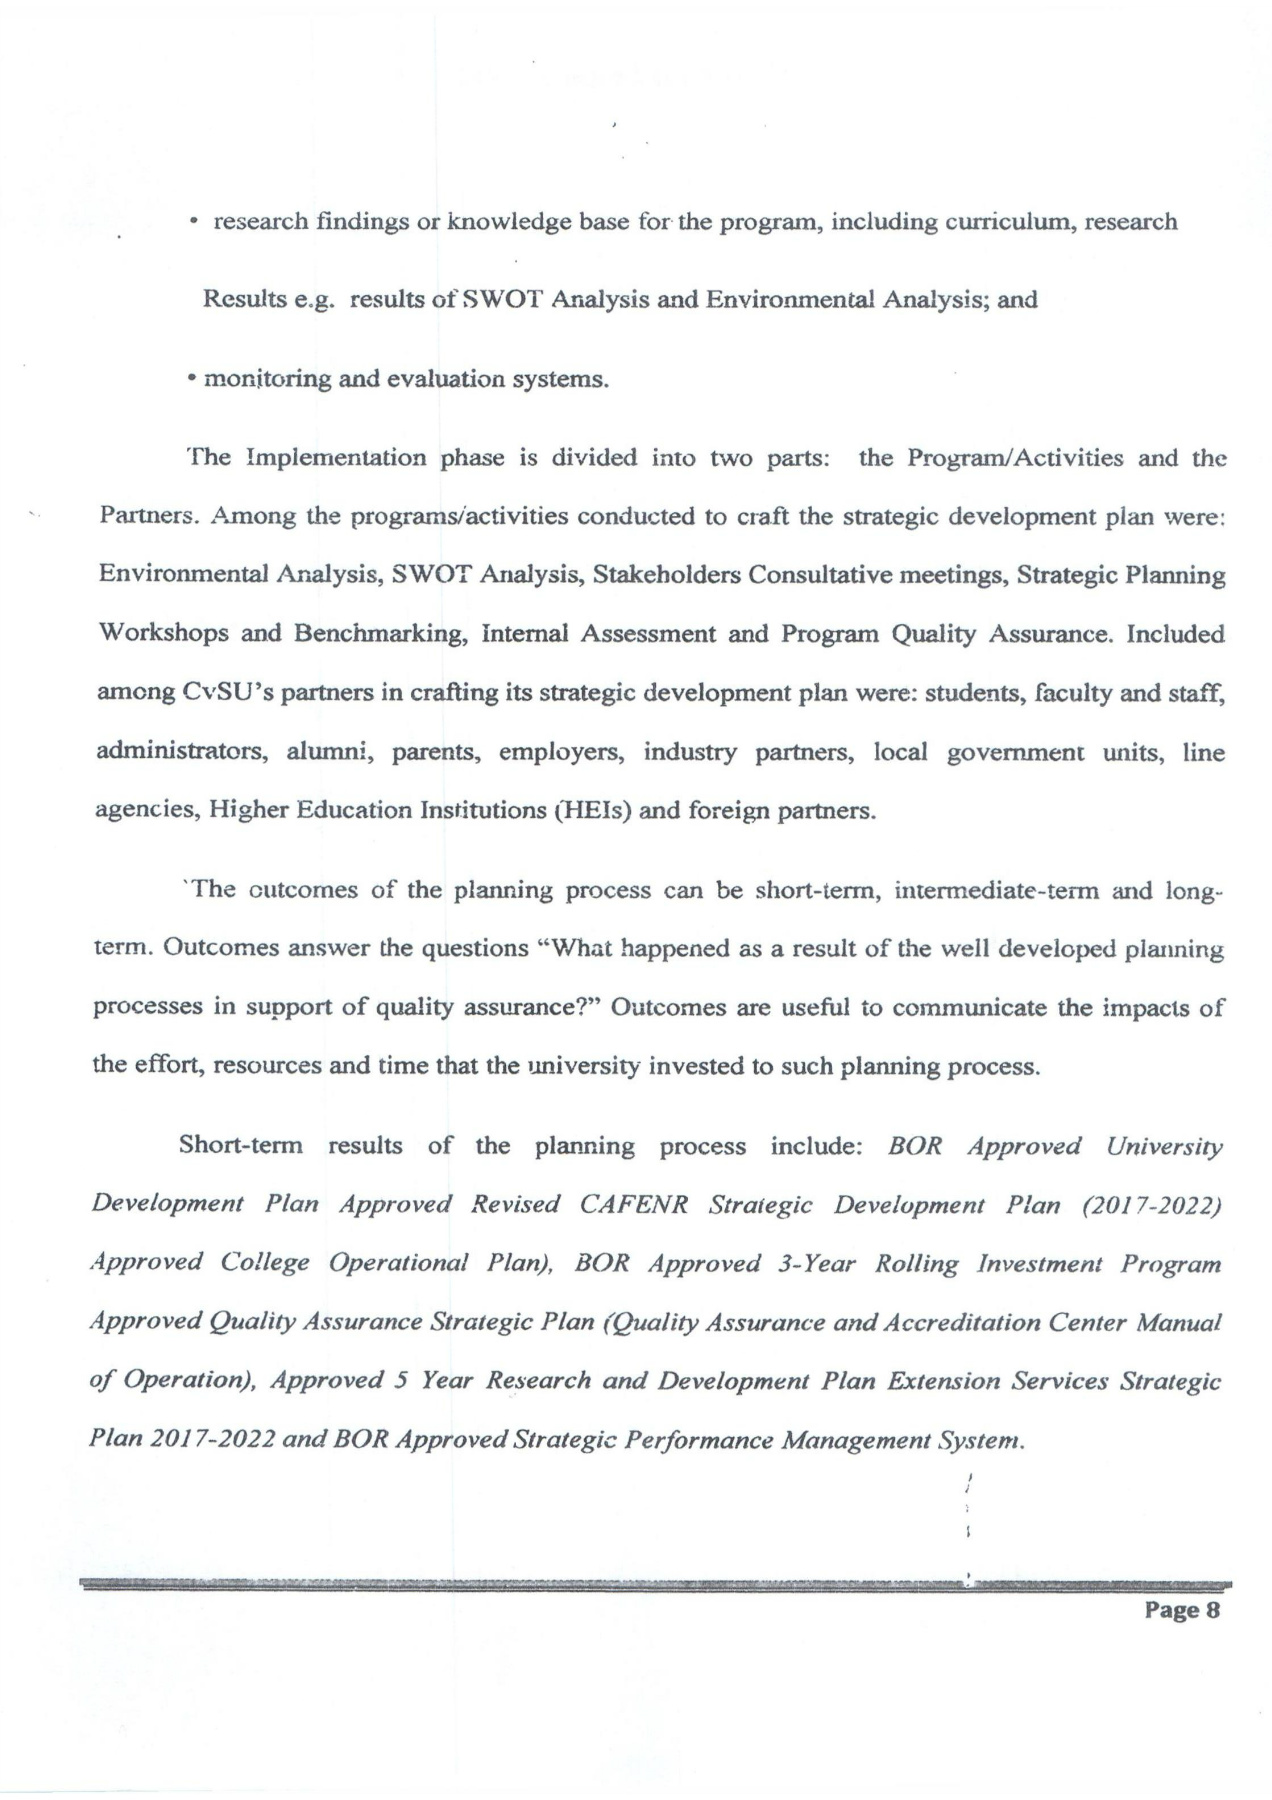 • research findings or knowledge base for the program, including curriculum, research
Results e.g. results of SWOT Analysis and Environmental Analysis; and
• monitoring and evaluation systems.
The Implementation phase is divided into two parts: the Program/Activities and the
Partners. Among the programs/activities conducted to craft the strategic development plan were:
Environmental Analysis, SWOT Analysis, Stakeholders Consultative meetings, Strategic Planning
Workshops and Benchmarking, Internal Assessment and Program Quality Assurance. Included
among CvSU's partners in crafting its strategic development plan were: students, faculty and staff,
administrators, alumni, parents, employers, industry partners, local government units, line
agencies, Higher Education Institutions (HEIs) and foreign partners.
The outcomes of the planning process can be short-term, intermediate-term and long-
term. Outcomes answer the questions “What happened as a result of the well developed planning
processes in support of quality assurance?” Outcomes are useful to communicate the impacts of
the effort, resources and time that the university invested to such planning process.
Short-term results of the planning process include: BOR Approved University
Development Plan Approved Revised CAFENR Strategic Development Plan (2017-2022)
Approved College Operational Plan), BOR Approved 3-Year Rolling Investment Program
Approved Quality Assurance Strategic Plan (Quality Assurance and Accreditation Center Manual
of Operation), Approved 5 Year Research and Development Plan Extension Services Strategic
Plan 2017-2022 and BOR Approved Strategic Performance Management System.
Page 8